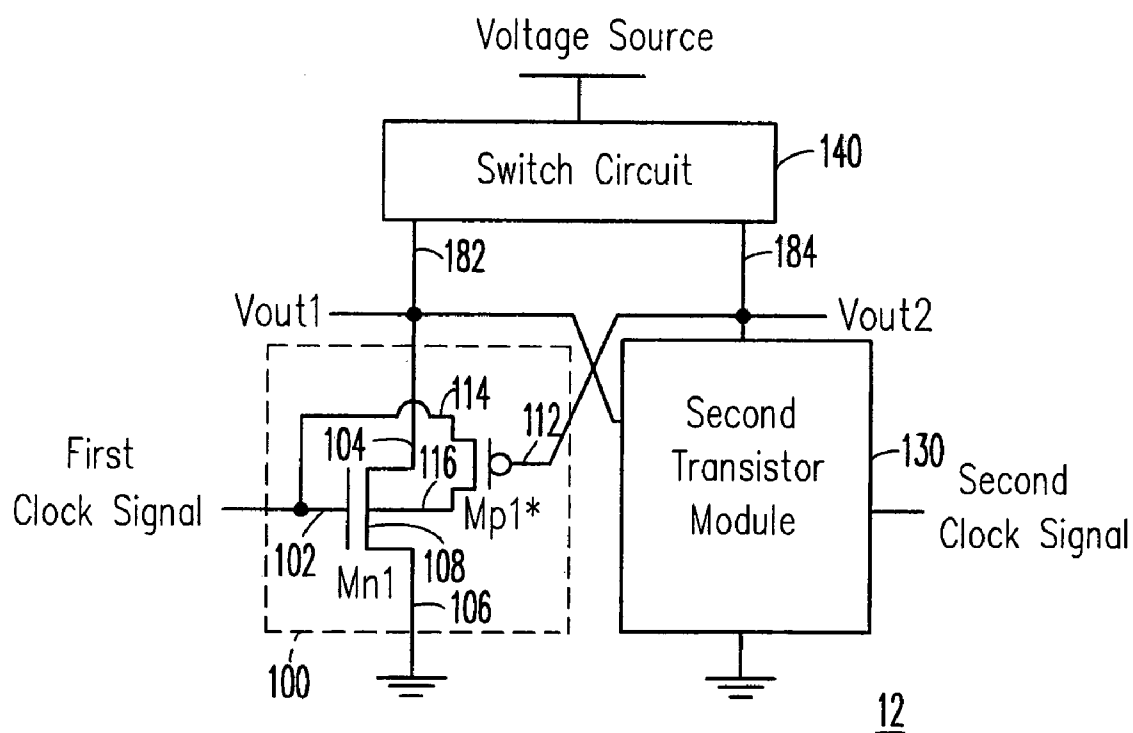 Voltage Source
Switch Circuit
140
182
184
Vout1
Vout2
114
112
104
116
First
Clock Signal
102
Mn1
108
Mp1*
106
100
Second
Transistor
Module
130
Second
Clock Signal
12